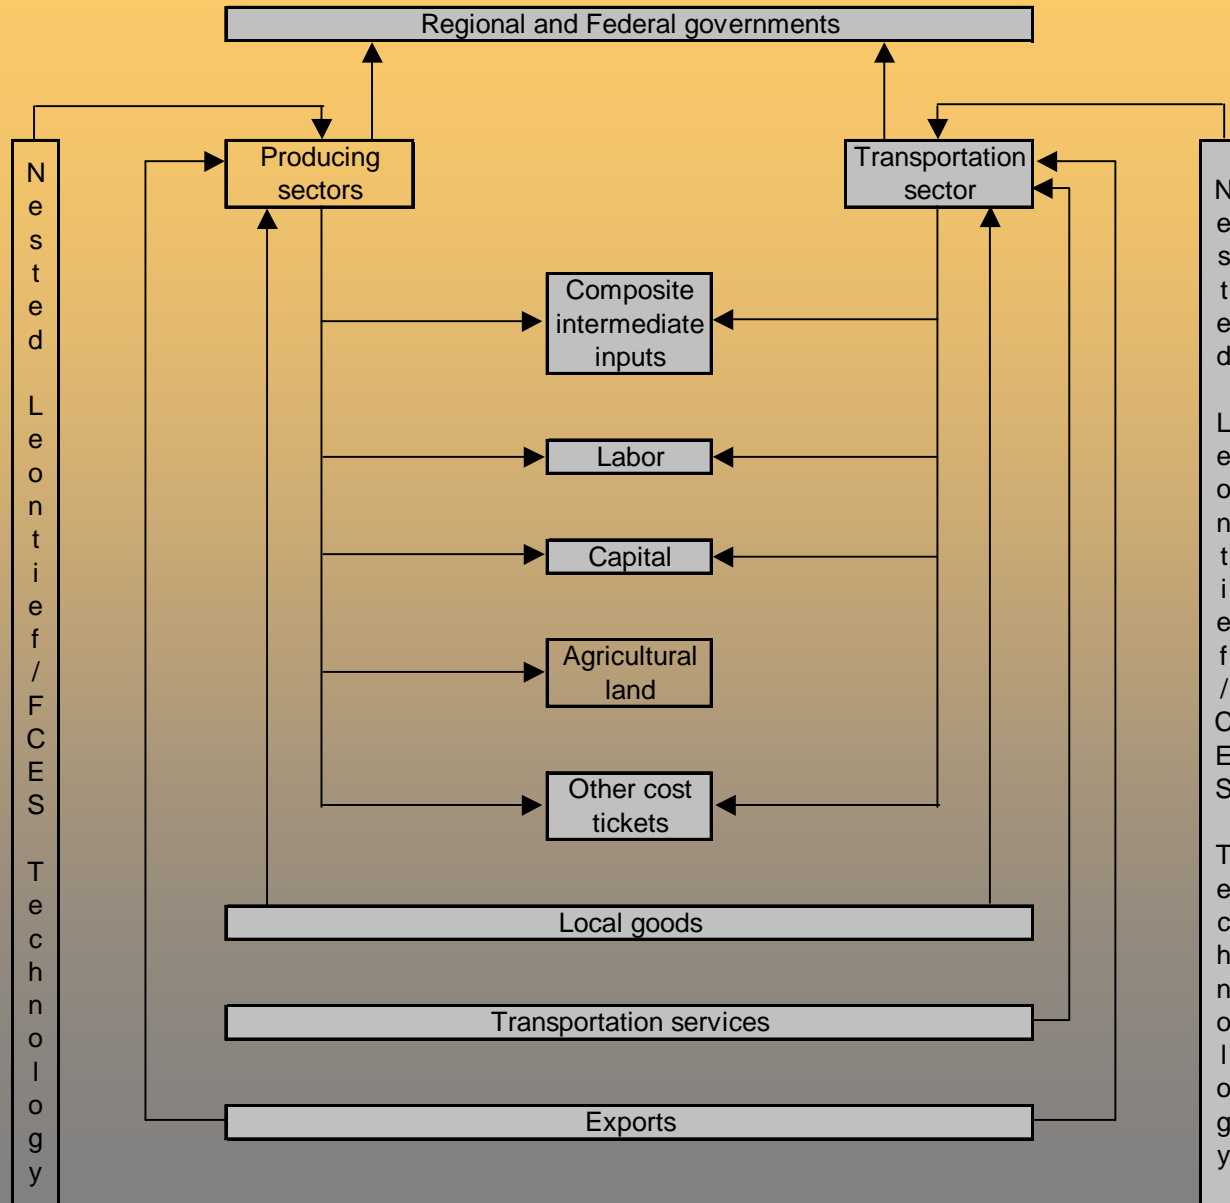 Regional and Federal governments
Producing
sectors
Transportation
sector
Nested Leontief/FCES Technology
Composite
intermediate
inputs
Labor
Capital
Agricultural
land
Other cost
tickets
Local goods
Transportation services
Exports
Nested Leontief/CES Technology